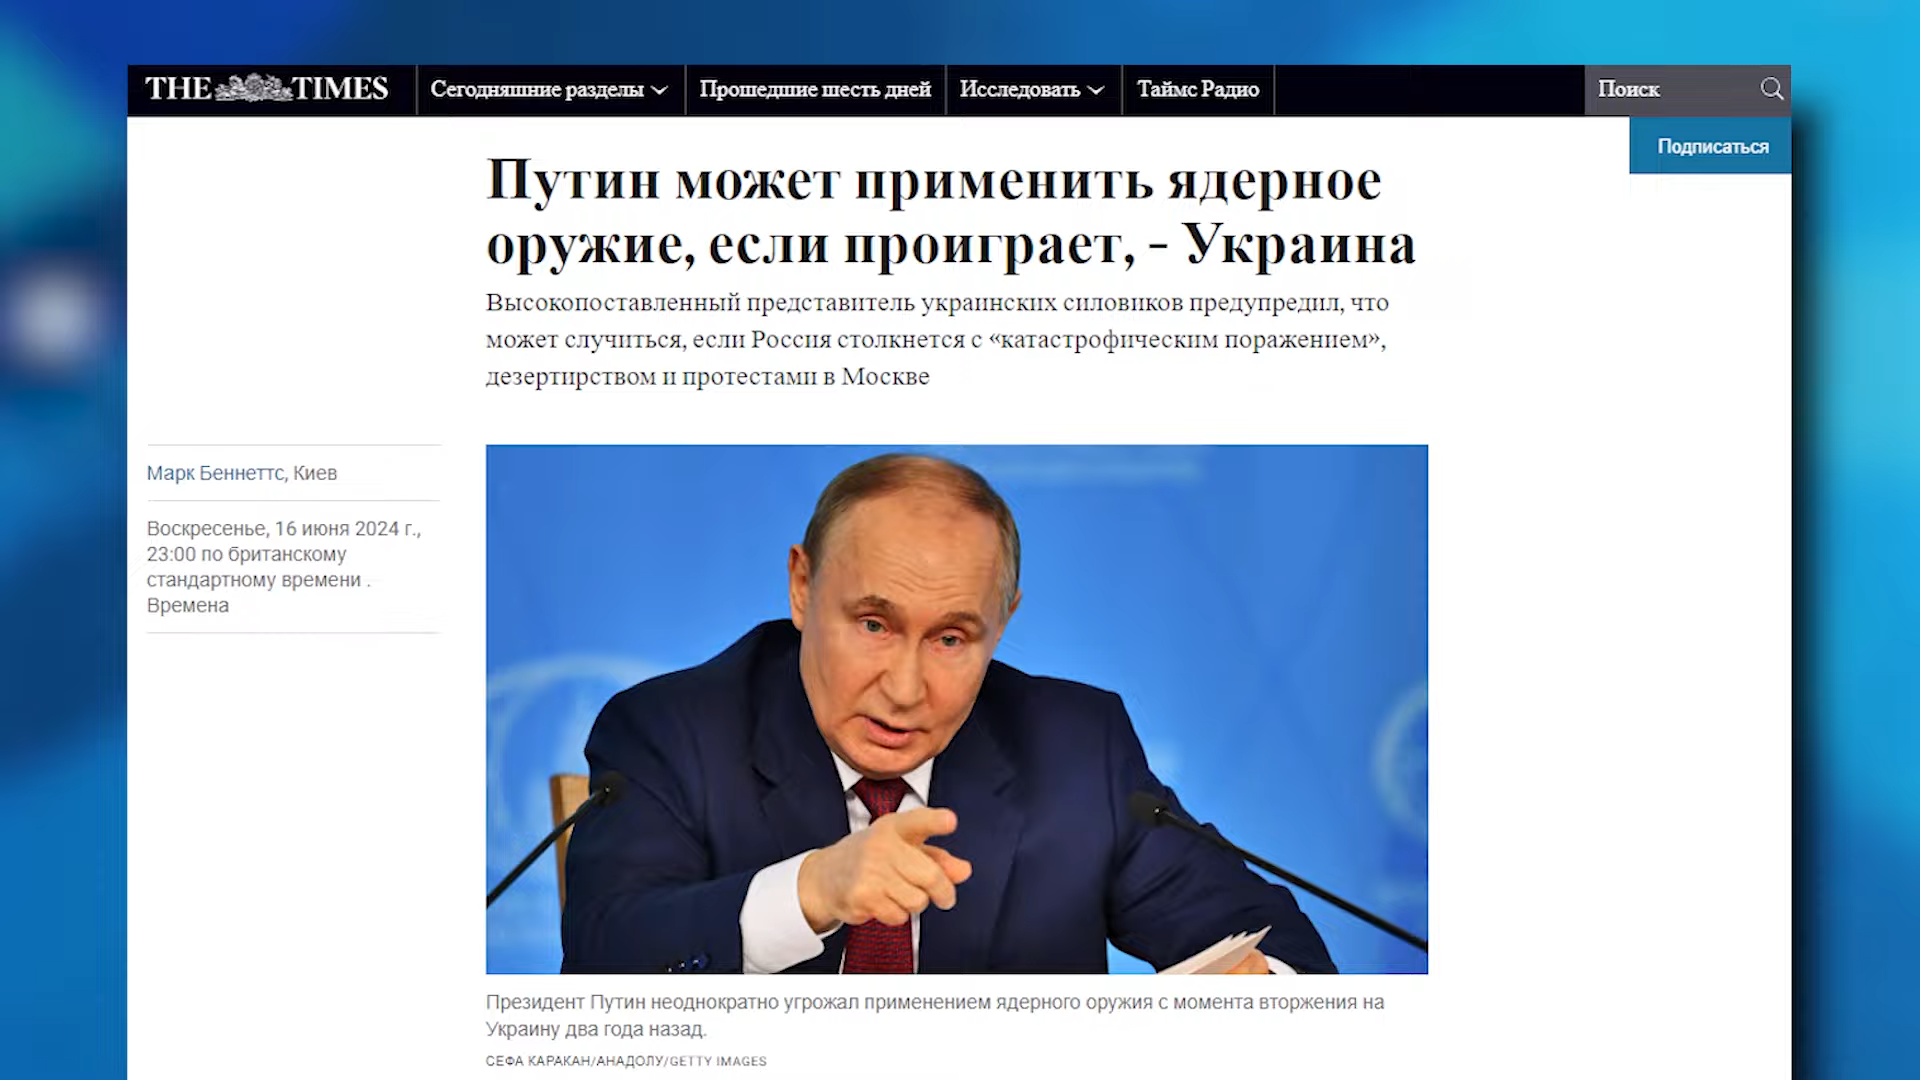 THE TIMES
Сегодняшние разделы
Прошедшие шесть дней
Исследовать
Таймс Радио
Поиск
Подписаться
Путин может применить ядерное
оружие, если проиграет, - Украина
Высокопоставленный представитель украинских силовиков предупредил, что
может случиться, если Россия столкнется с «катастрофическим поражением»,
дезертирством и протестами в Москве
Марк Беннеттс, Киев
Воскресенье, 16 июня 2024 г.,
23:00 по британскому
стандартному времени .
Времена
Президент Путин неоднократно угрожал применением ядерного оружия с момента вторжения на
Украину два года назад.
СЕФА КАРАКАН/АНАДОЛУ/GETTY IMAGES